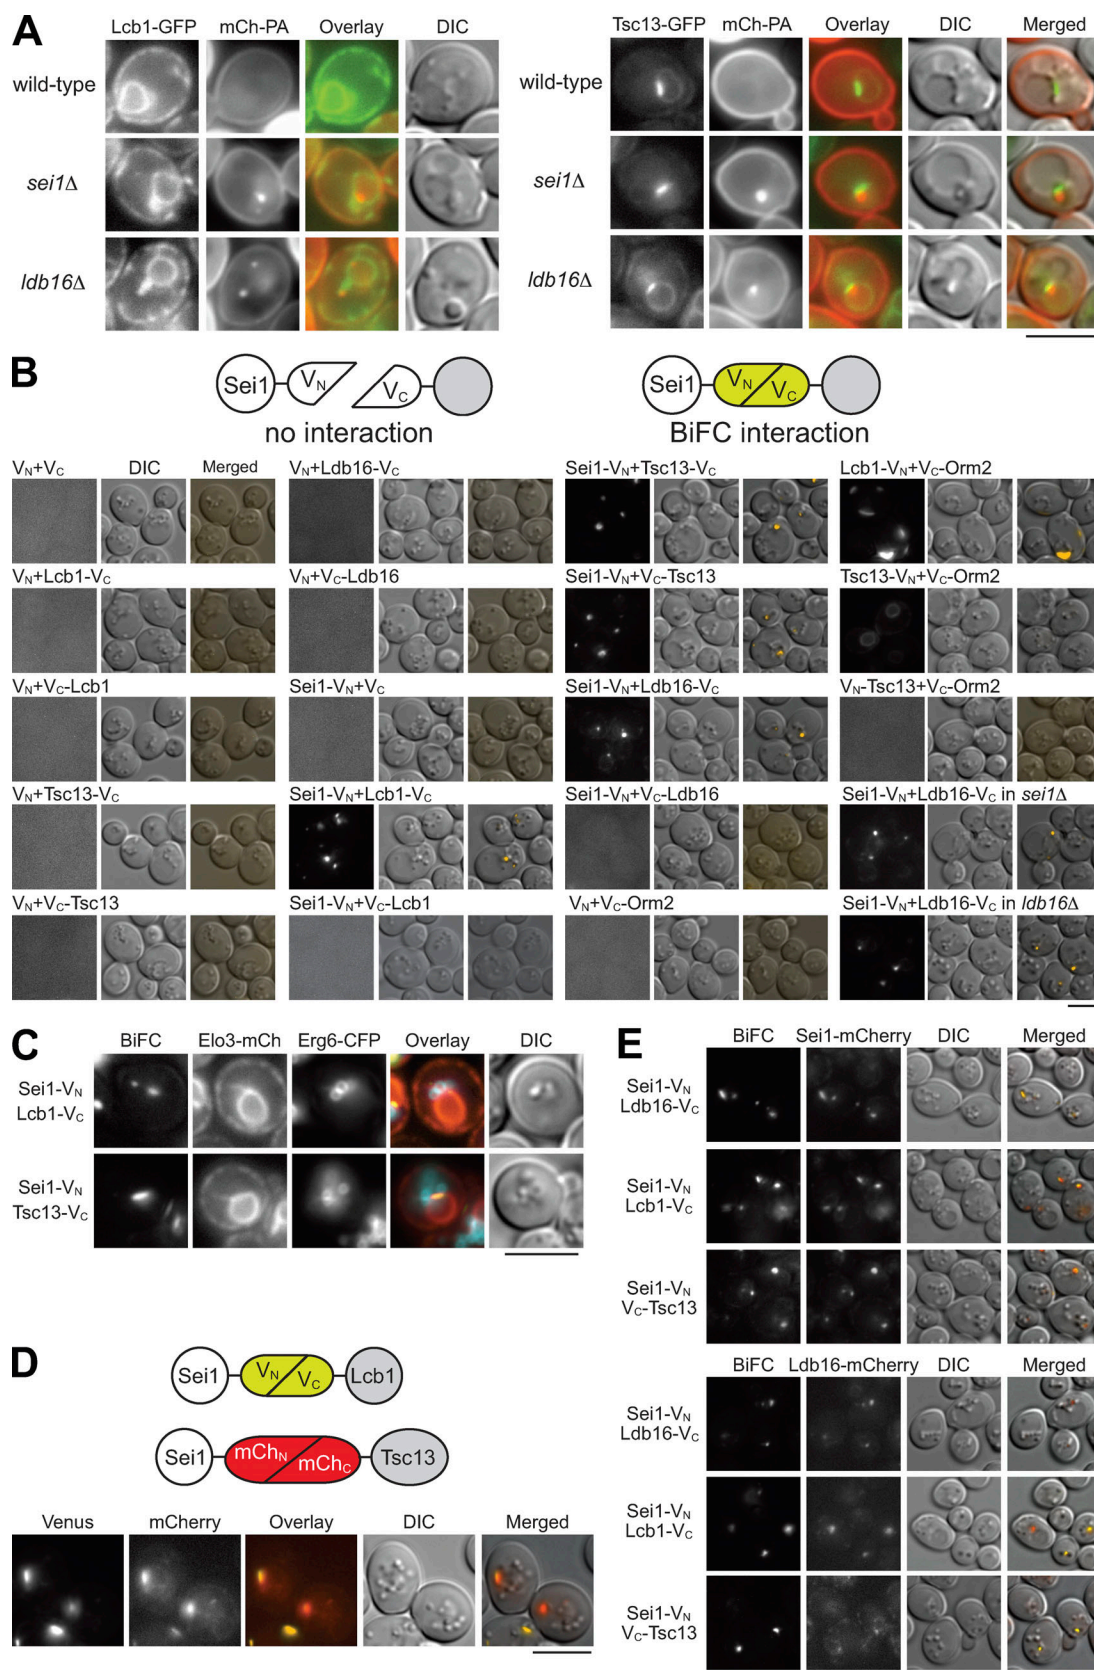 A
Lcb1-GFP mCh-PA Overlay DIC
wild-type
sei1Δ
ldb16Δ
Tsc13-GFP mCh-PA Overlay DIC Merged
wild-type
sei1Δ
ldb16Δ
B
Sei1 VN VC
no interaction
Sei1 VN VC
BiFC interaction
VN+VC DIC Merged
VN+Ldb16-VC
Sei1-VN+Tsc13-VC
Lcb1-VN+VC-Orm2
VN+Lcb1-VC
VN+VC-Ldb16
Sei1-VN+VC-Tsc13
Tsc13-VN+VC-Orm2
VN+VC-Lcb1
Sei1-VN+VC
Sei1-VN+Ldb16-VC
VN-Tsc13+VC-Orm2
VN+Tsc13-VC
Sei1-VN+Lcb1-VC
Sei1-VN+VC-Ldb16
Sei1-VN+Ldb16-VC in sei1Δ
VN+VC-Tsc13
Sei1-VN+VC-Lcb1
VN+VC-Orm2
Sei1-VN+Ldb16-VC in ldb16Δ
C
BiFC Elo3-mCh Erg6-CFP Overlay DIC
Sei1-VN
Lcb1-VC
Sei1-VN
Tsc13-VC
D
Sei1 VN VC Lcb1
Sei1 mChN mChC Tsc13
Venus mCherry Overlay DIC Merged
E
BiFC Sei1-mCherry DIC Merged
Sei1-VN
Ldb16-VC
Sei1-VN
Lcb1-VC
Sei1-VN
VC-Tsc13
BiFC Ldb16-mCherry DIC Merged
Sei1-VN
Ldb16-VC
Sei1-VN
Lcb1-VC
Sei1-VN
VC-Tsc13